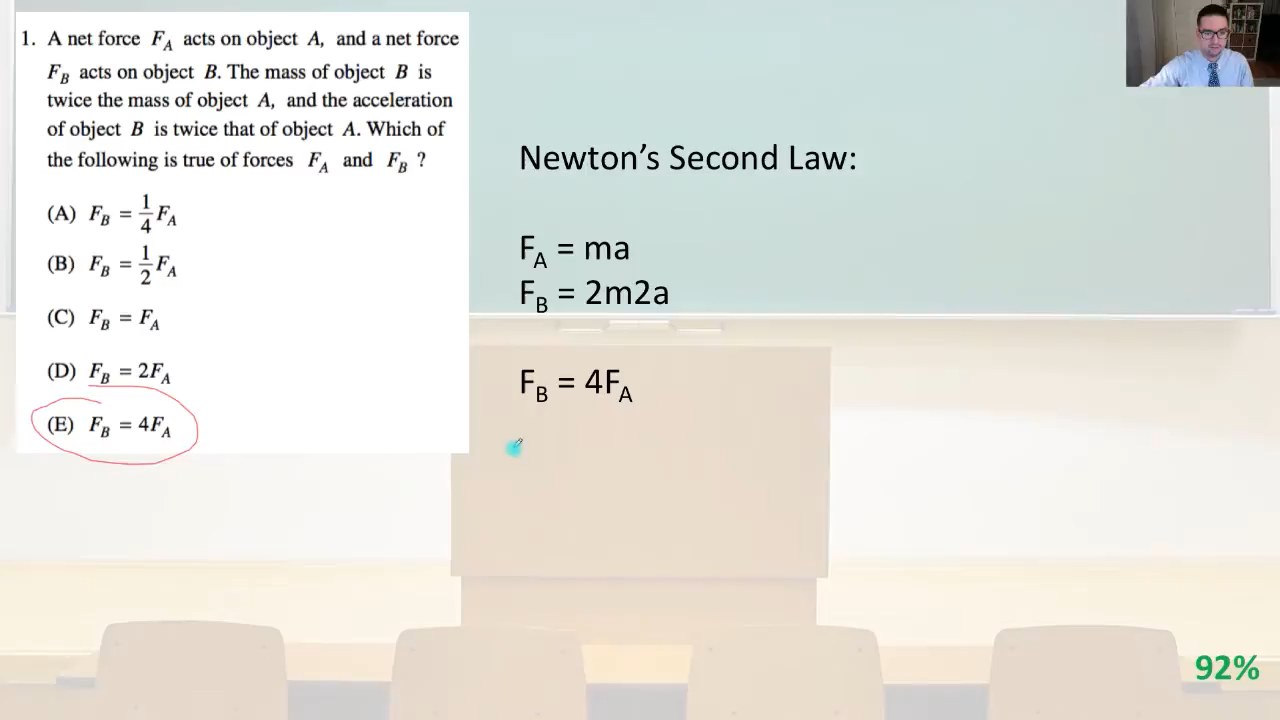 1. A net force F_A acts on object A, and a net force
F_B acts on object B. The mass of object B is
twice the mass of object A, and the acceleration
of object B is twice that of object A. Which of
the following is true of forces F_A and F_B ?
(A) F_B = 1/4 F_A
(B) F_B = 1/2 F_A
(C) F_B = F_A
(D) F_B = 2F_A
(E) F_B = 4F_A
Newton’s Second Law:
F_A = ma
F_B = 2m2a
F_B = 4F_A
92%